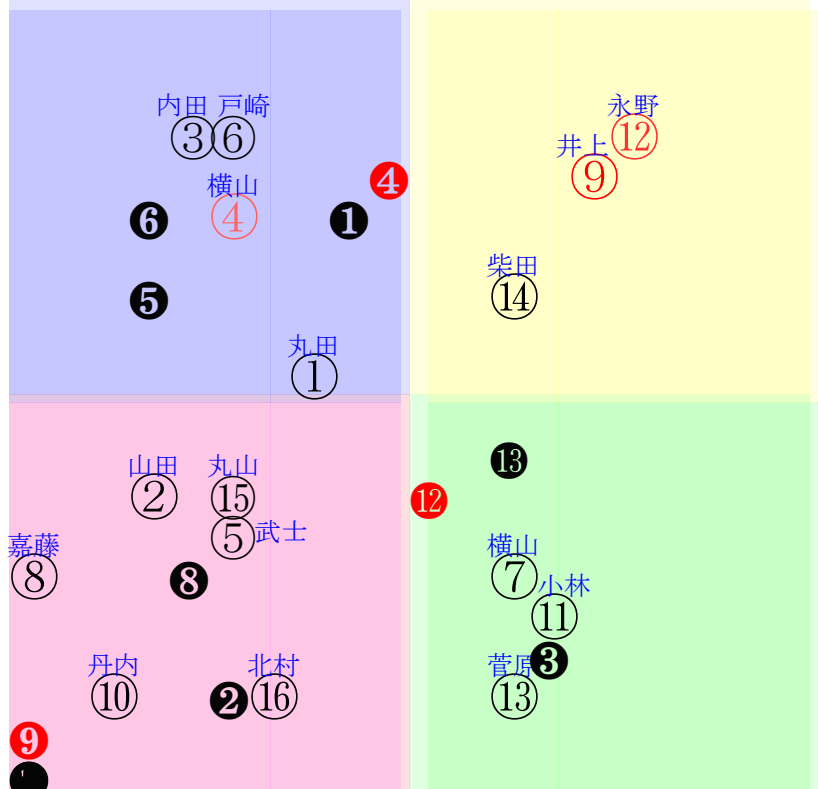 永野
内田 戸崎
③ ⑥ ⑫
井上
⑨
横山 ❹
④ ❻ ❶
柴田
⑭ ❺
丸田
①
山田 丸山 ⓭
② ⑮ ⓬
⑤ 武士
嘉藤 横山
⑧ ❽ ⑦ 小林
⑪
丹内 北村 菅原 ❸
⑩ ❷ ⑯ ⑬
❾